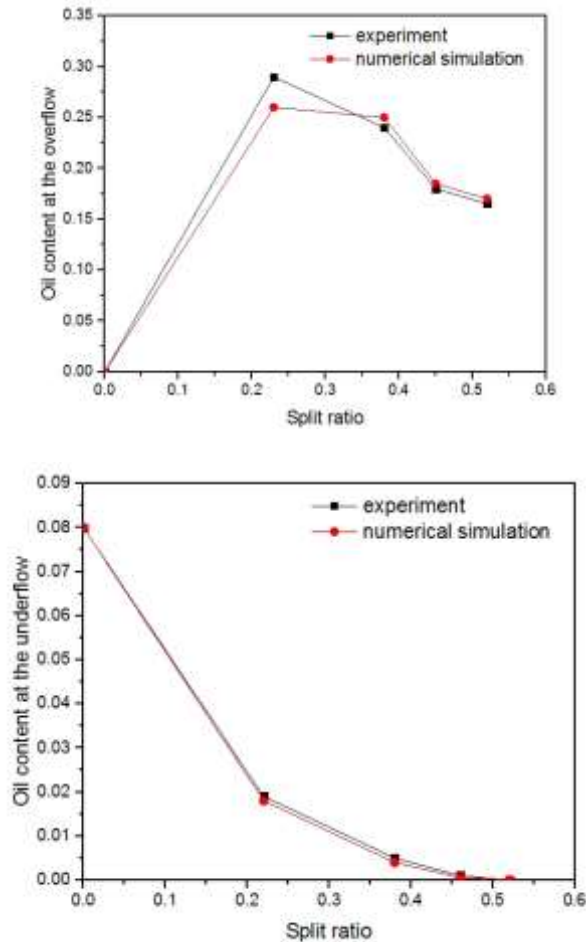 0.35
0.30
0.25
0.20
0.15
0.10
0.05
0.00
Oil content at the overflow
experiment
numerical simulation
0.0 0.1 0.2 0.3 0.4 0.5 0.6
Split ratio
0.09
0.08
0.07
0.06
0.05
0.04
0.03
0.02
0.01
0.00
Oil content at the underflow
experiment
numerical simulation
0.0 0.1 0.2 0.3 0.4 0.5 0.6
Split ratio